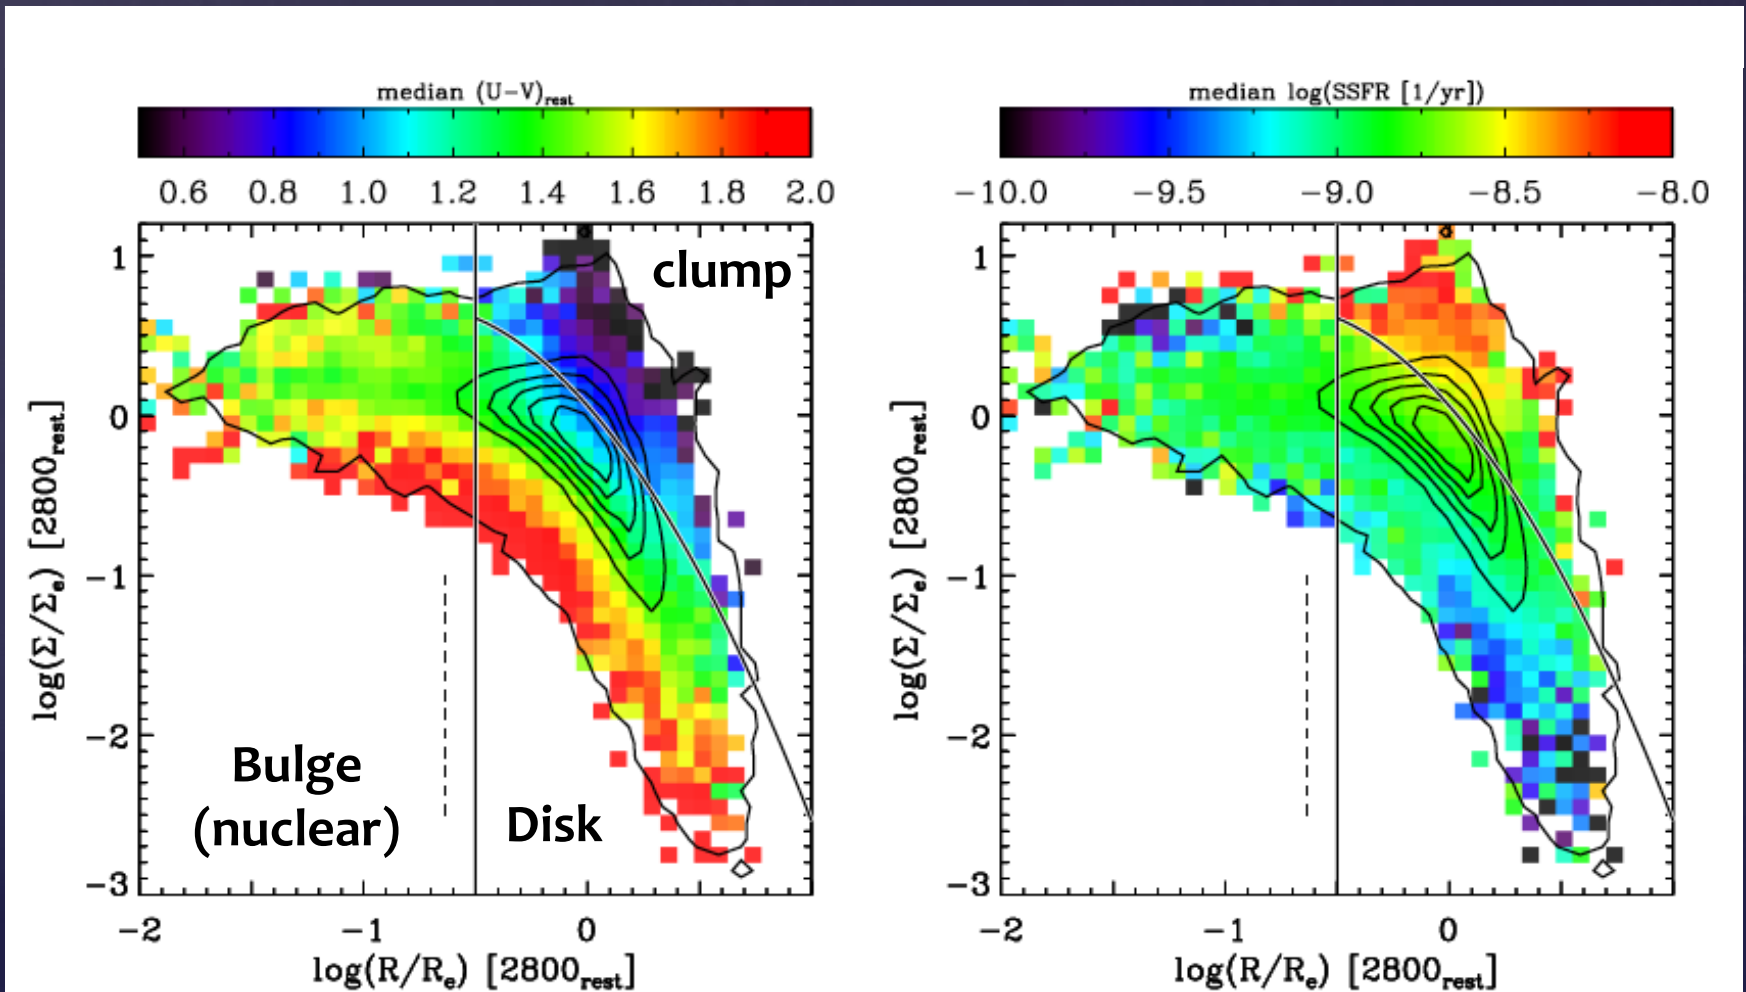 median (U−V)rest
0.6 0.8 1.0 1.2 1.4 1.6 1.8 2.0
1
0
−1
−2
−3
log(Σ/Σe) [2800rest]
clump
Bulge
(nuclear)
Disk
−2 −1 0
log(R/Re) [2800rest]
median log(SSFR [1/yr])
−10.0 −9.5 −9.0 −8.5 −8.0
1
0
−1
−2
−3
log(Σ/Σe) [2800rest]
−2 −1 0
log(R/Re) [2800rest]